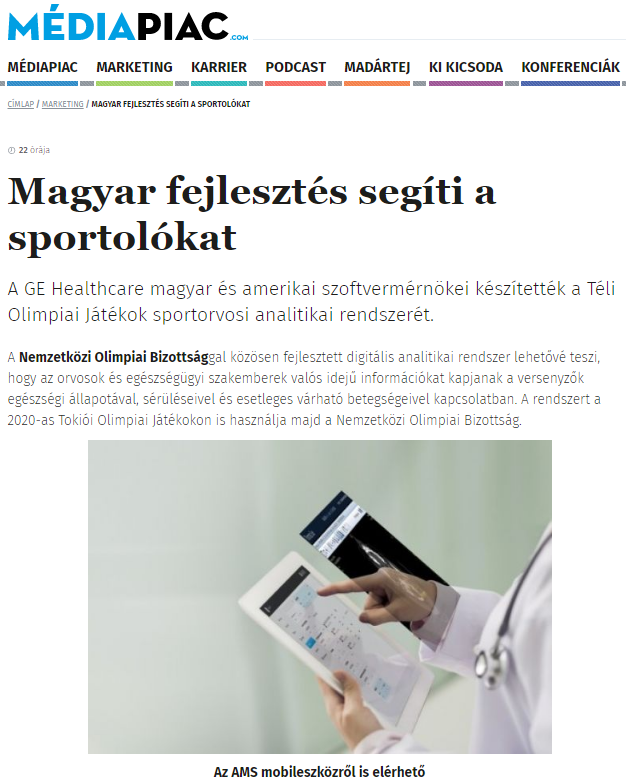 MÉDIAPIAC.COM
MÉDIAPIAC MARKETING KARRIER PODCAST MADÁRTEJ KI KICSODA KONFERENCIÁK
CÍMLAP / MARKETING / MAGYAR FEJLESZTÉS SEGÍTI A SPORTOLÓKAT
22 órája
Magyar fejlesztés segíti a
sportolókat
A GE Healthcare magyar és amerikai szoftvermérnökei készítették a Téli
Olimpiai Játékok sportorvosi analitikai rendszerét.
A Nemzetközi Olimpiai Bizottsággal közösen fejlesztett digitális analitikai rendszer lehetővé teszi,
hogy az orvosok és egészségügyi szakemberek valós idejű információkat kapjanak a versenyzők
egészségi állapotával, sérüléseivel és esetleges várható betegségeivel kapcsolatban. A rendszert a
2020-as Tokiói Olimpiai Játékokon is használja majd a Nemzetközi Olimpiai Bizottság.
Az AMS mobileszközről is elérhető